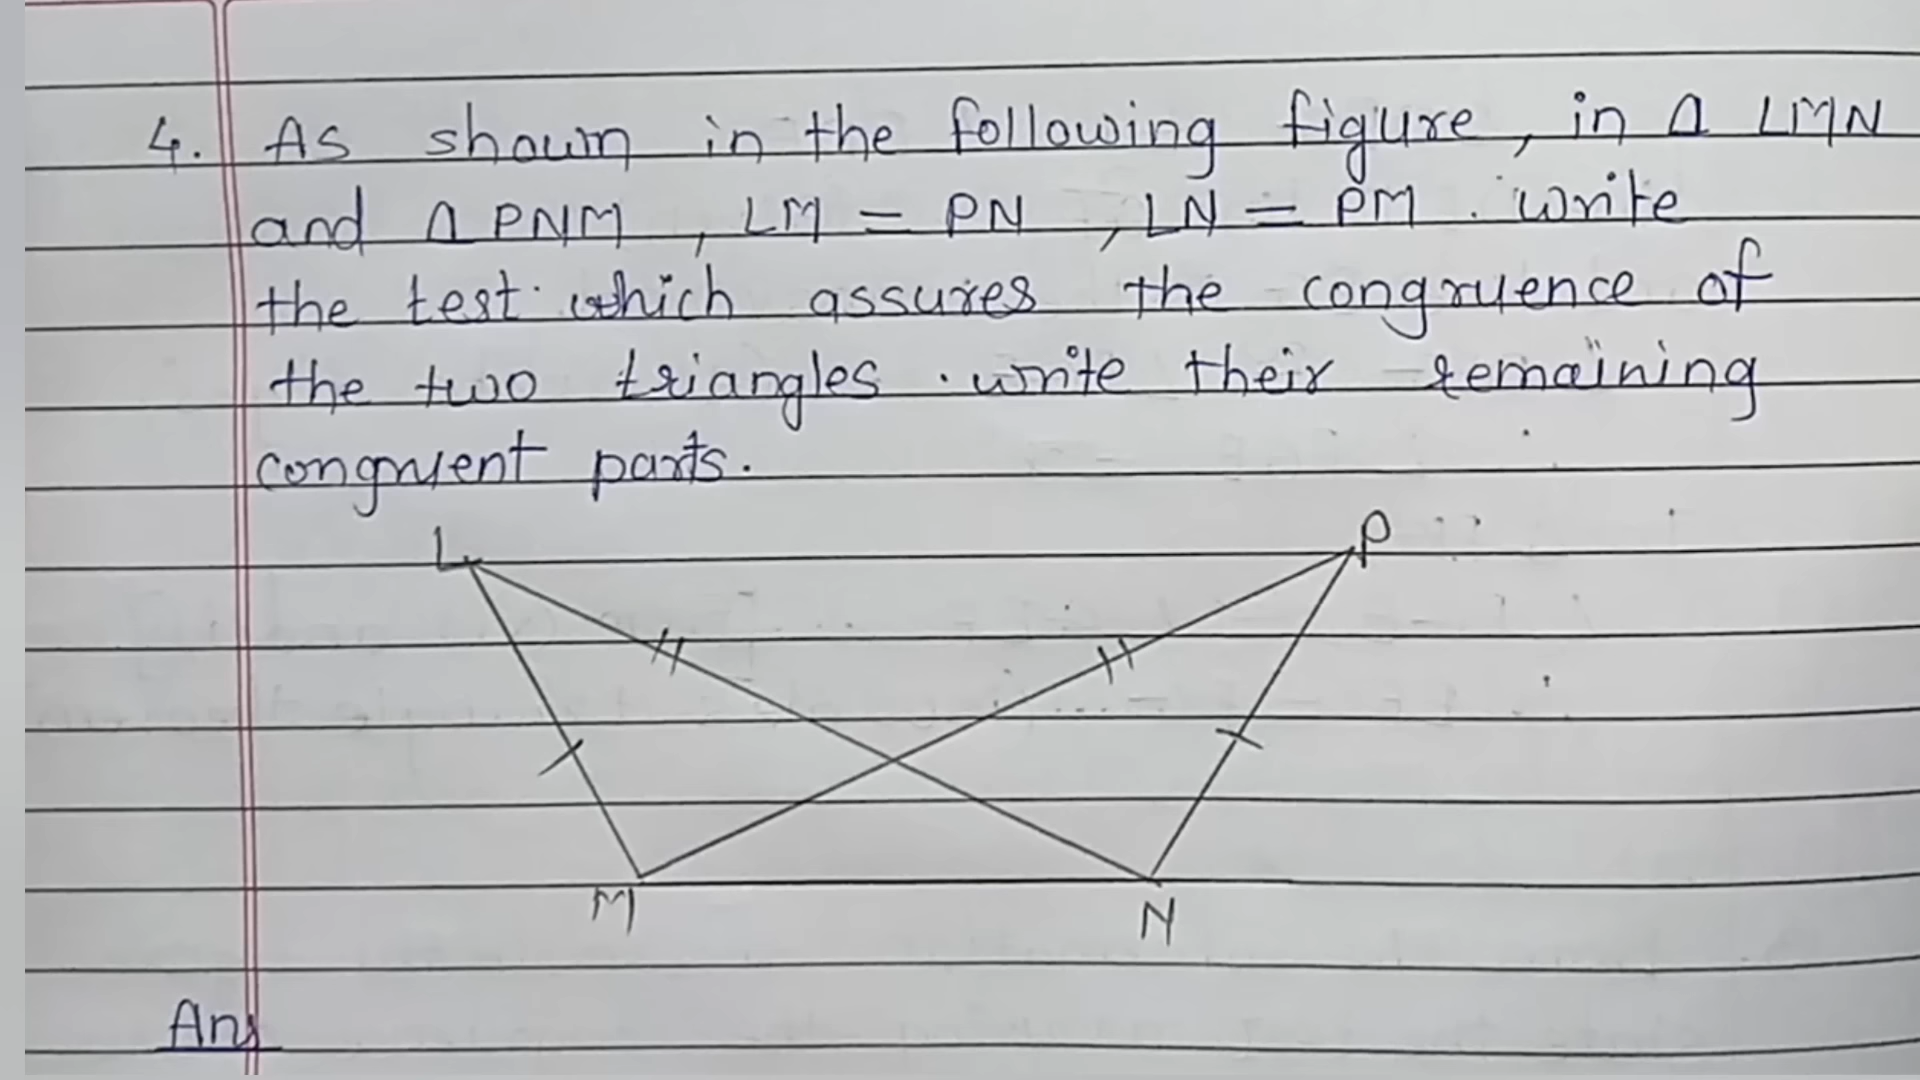 4. As shown in the following figure, in Δ LMN
and Δ PNM, LM = PN, LN = PM. write
the test which assures the congruence of
the two triangles. write their remaining
congruent parts.
L P
M N
Ans